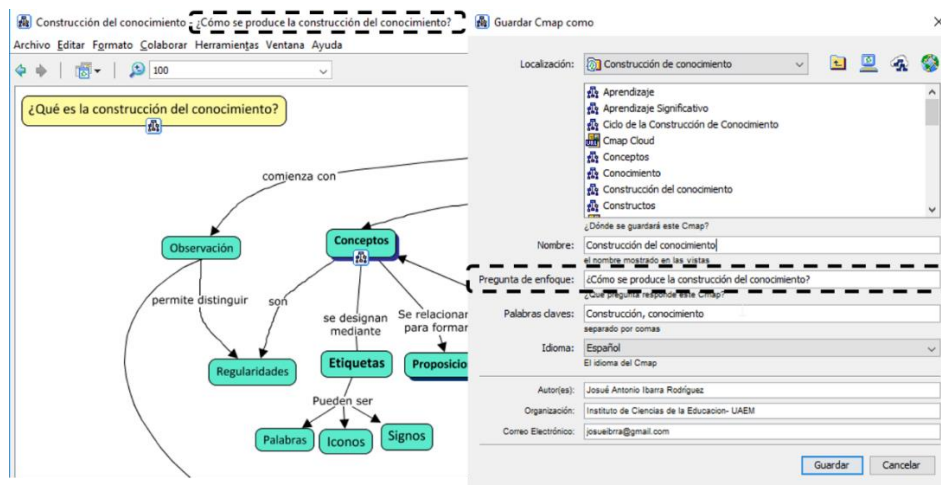 Construcción del conocimiento - ¿Cómo se produce la construcción del conocimiento?
Archivo Editar Formato Colaborar Herramientas Ventana Ayuda
100
¿Qué es la construcción del conocimiento?
comienza con
Observación
Conceptos
permite distinguir
son
se designan
mediante
Se relacionar
para formar
Regularidades
Etiquetas
Proposicio
Pueden ser
Palabras
Iconos
Signos
Guardar Cmap como
Localización:
Construcción de conocimiento
Aprendizaje
Aprendizaje Significativo
Ciclo de la Construcción de Conocimiento
Cmap Cloud
Conceptos
Conocimiento
Construcción del conocimiento
Constructos
¿Dónde se guardará este Cmap?
Nombre: Construcción del conocimiento
el nombre mostrado en las vistas
Pregunta de enfoque: ¿Cómo se produce la construcción del conocimiento?
¿Qué pregunta responde este Cmap?
Palabras claves: Construcción, conocimiento
separado por comas
Idioma: Español
El idioma del Cmap
Autor(es): Josué Antonio Ibarra Rodríguez
Organización: Instituto de Ciencias de la Educacion- UAEM
Correo Electrónico: josueibrra@gmail.com
Guardar Cancelar